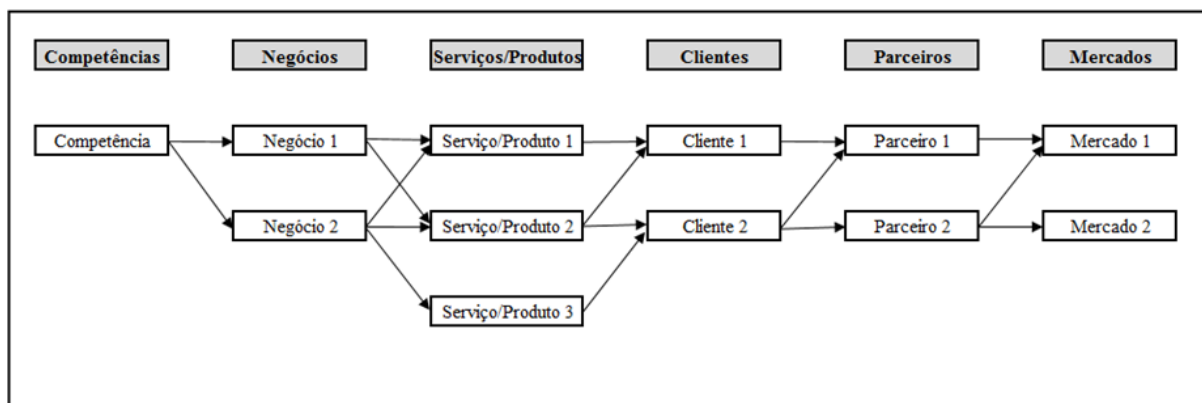 Competências Negócios Serviços/Produtos Clientes Parceiros Mercados
Competência Negócio 1 Serviço/Produto 1 Cliente 1 Parceiro 1 Mercado 1
Negócio 2 Serviço/Produto 2 Cliente 2 Parceiro 2 Mercado 2
Serviço/Produto 3